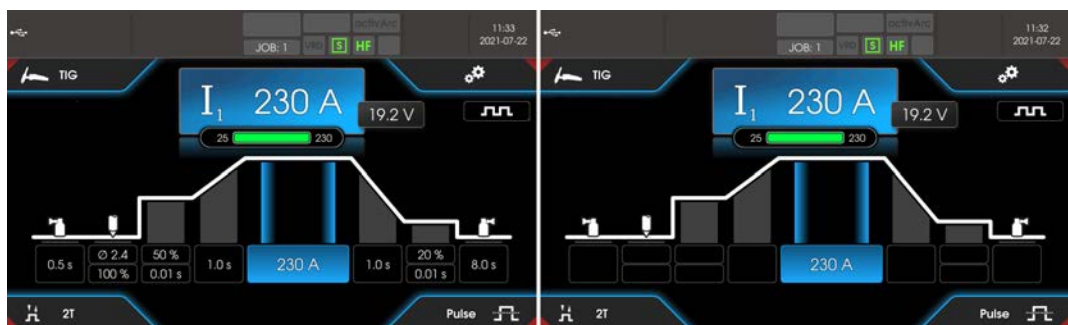 activArc
11:33
JOB: 1 VRD S HF
2021-07-22
TIG
I1 230 A
19.2 V
25 230
0.5 s
Ø 2.4
100 %
50 %
0.01 s
1.0 s
230 A
1.0 s
20 %
0.01 s
8.0 s
2T
Pulse
activArc
11:32
JOB: 1 VRD S HF
2021-07-22
TIG
I1 230 A
19.2 V
25 230
230 A
2T
Pulse